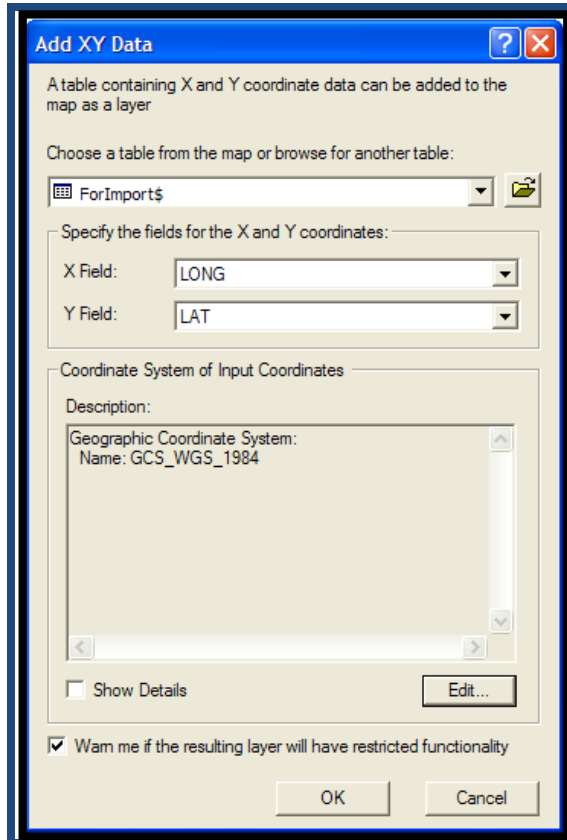 Add XY Data
A table containing X and Y coordinate data can be added to the
map as a layer
Choose a table from the map or browse for another table:
ForImport$
Specify the fields for the X and Y coordinates:
X Field: LONG
Y Field: LAT
Coordinate System of Input Coordinates
Description:
Geographic Coordinate System:
Name: GCS_WGS_1984
Show Details Edit...
Warn me if the resulting layer will have restricted functionality
OK Cancel